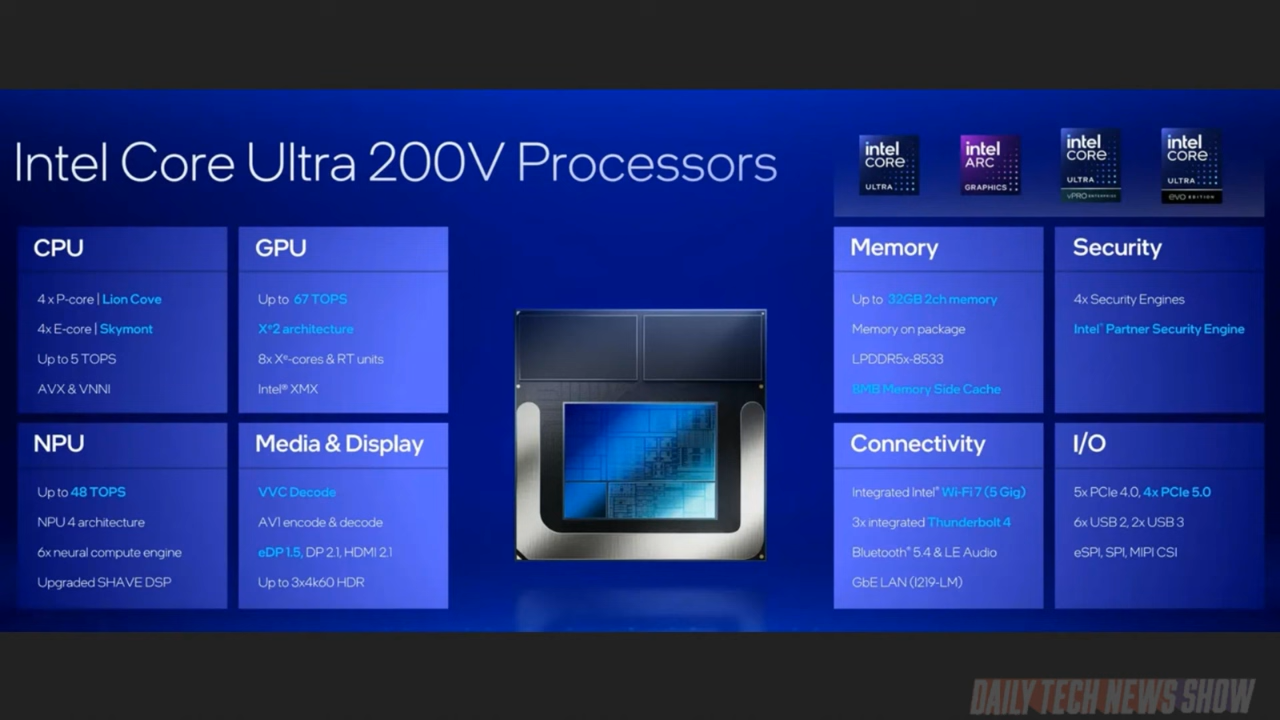 Intel Core Ultra 200V Processors
intel CORE ULTRA
intel ARC GRAPHICS
intel CORE ULTRA vPRO ENTERPRISE
intel CORE ULTRA evo EDITION
CPU
4 x P-core | Lion Cove
4x E-core | Skymont
Up to 5 TOPS
AVX & VNNI
GPU
Up to 67 TOPS
Xᵉ2 architecture
8x Xᵉ-cores & RT units
Intel® XMX
NPU
Up to 48 TOPS
NPU 4 architecture
6x neural compute engine
Upgraded SHAVE DSP
Media & Display
VVC Decode
AV1 encode & decode
eDP 1.5, DP 2.1, HDMI 2.1
Up to 3x4k60 HDR
Memory
Up to 32GB 2ch memory
Memory on package
LPDDR5x-8533
8MB Memory Side Cache
Security
4x Security Engines
Intel® Partner Security Engine
Connectivity
Integrated Intel® Wi-Fi 7 (5 Gig)
3x integrated Thunderbolt 4
Bluetooth® 5.4 & LE Audio
GbE LAN (I219-LM)
I/O
5x PCIe 4.0, 4x PCIe 5.0
6x USB 2, 2x USB 3
eSPI, SPI, MIPI CSI
DAILY TECH NEWS SHOW